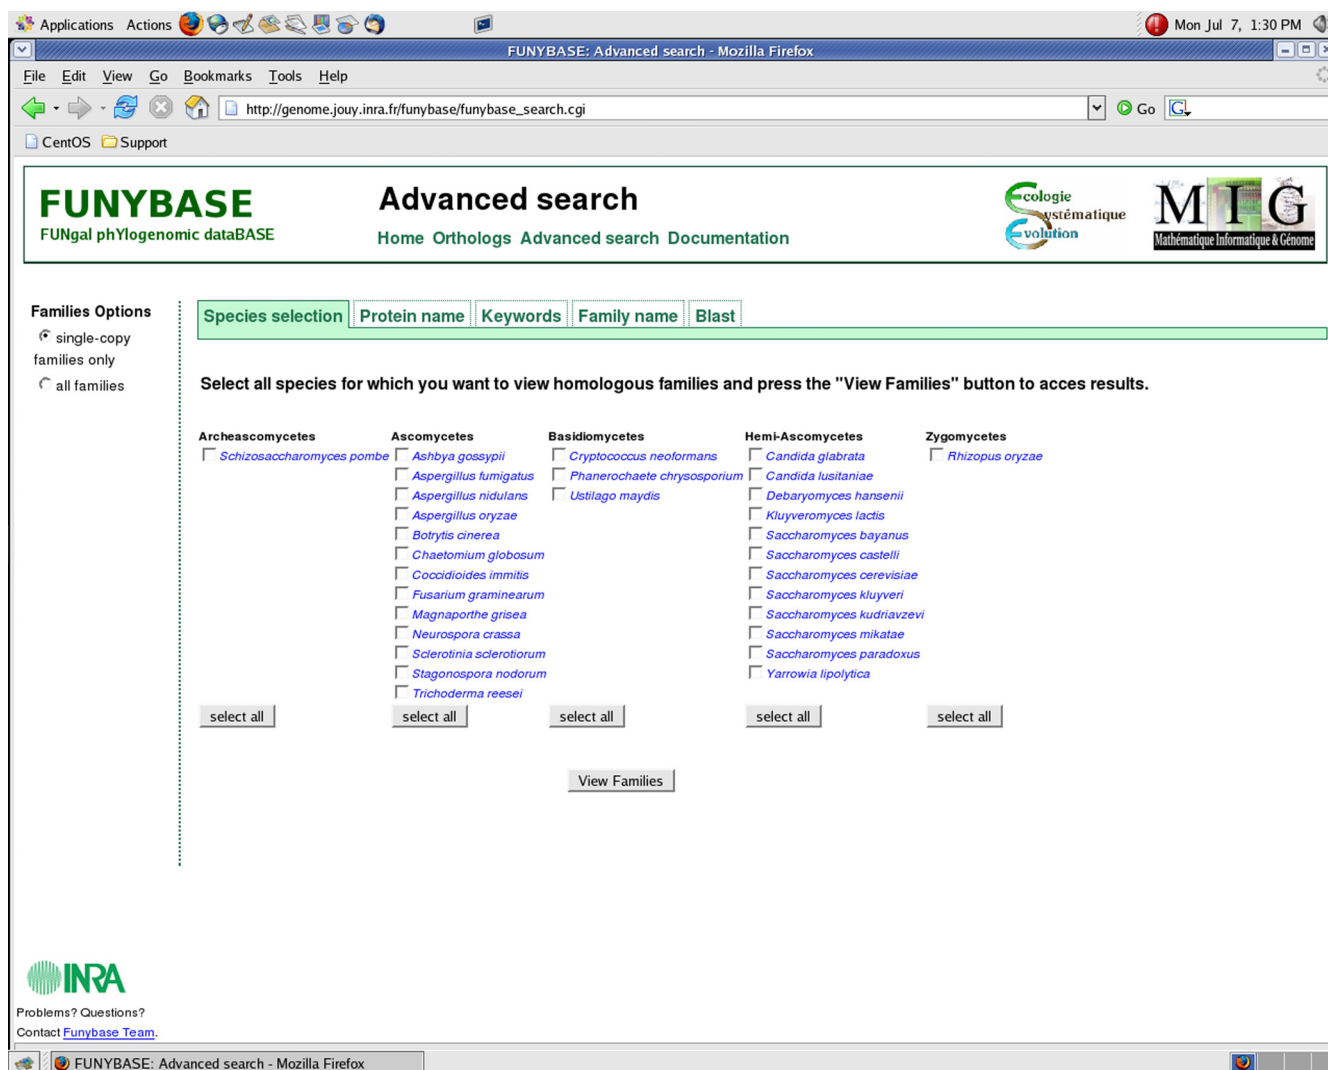 Applications Actions Mon Jul 7, 1:30 PM
FUNYBASE: Advanced search - Mozilla Firefox
File Edit View Go Bookmarks Tools Help
http://genome.jouy.inra.fr/funybase/funybase_search.cgi Go G
CentOS Support
FUNYBASE
FUNgal phYlogenomic dataBASE
Advanced search
Home Orthologs Advanced search Documentation
Ecologie
Systématique
Evolution
MIG
Mathématique Informatique & Génome
Families Options
single-copy
families only
all families
Species selection Protein name Keywords Family name Blast
Select all species for which you want to view homologous families and press the "View Families" button to acces results.
Archeascomycetes
Schizosaccharomyces pombe
select all
Ascomycetes
Ashbya gossypii
Aspergillus fumigatus
Aspergillus nidulans
Aspergillus oryzae
Botrytis cinerea
Chaetomium globosum
Coccidioides immitis
Fusarium graminearum
Magnaporthe grisea
Neurospora crassa
Sclerotinia sclerotiorum
Stagonospora nodorum
Trichoderma reesei
select all
Basidiomycetes
Cryptococcus neoformans
Phanerochaete chrysosporium
Ustilago maydis
select all
Hemi-Ascomycetes
Candida glabrata
Candida lusitaniae
Debaryomyces hansenii
Kluyveromyces lactis
Saccharomyces bayanus
Saccharomyces castelli
Saccharomyces cerevisiae
Saccharomyces kluyveri
Saccharomyces kudriavzevi
Saccharomyces mikatae
Saccharomyces paradoxus
Yarrowia lipolytica
select all
Zygomycetes
Rhizopus oryzae
select all
View Families
INRA
Problems? Questions?
Contact Funybase Team.
FUNYBASE: Advanced search - Mozilla Firefox